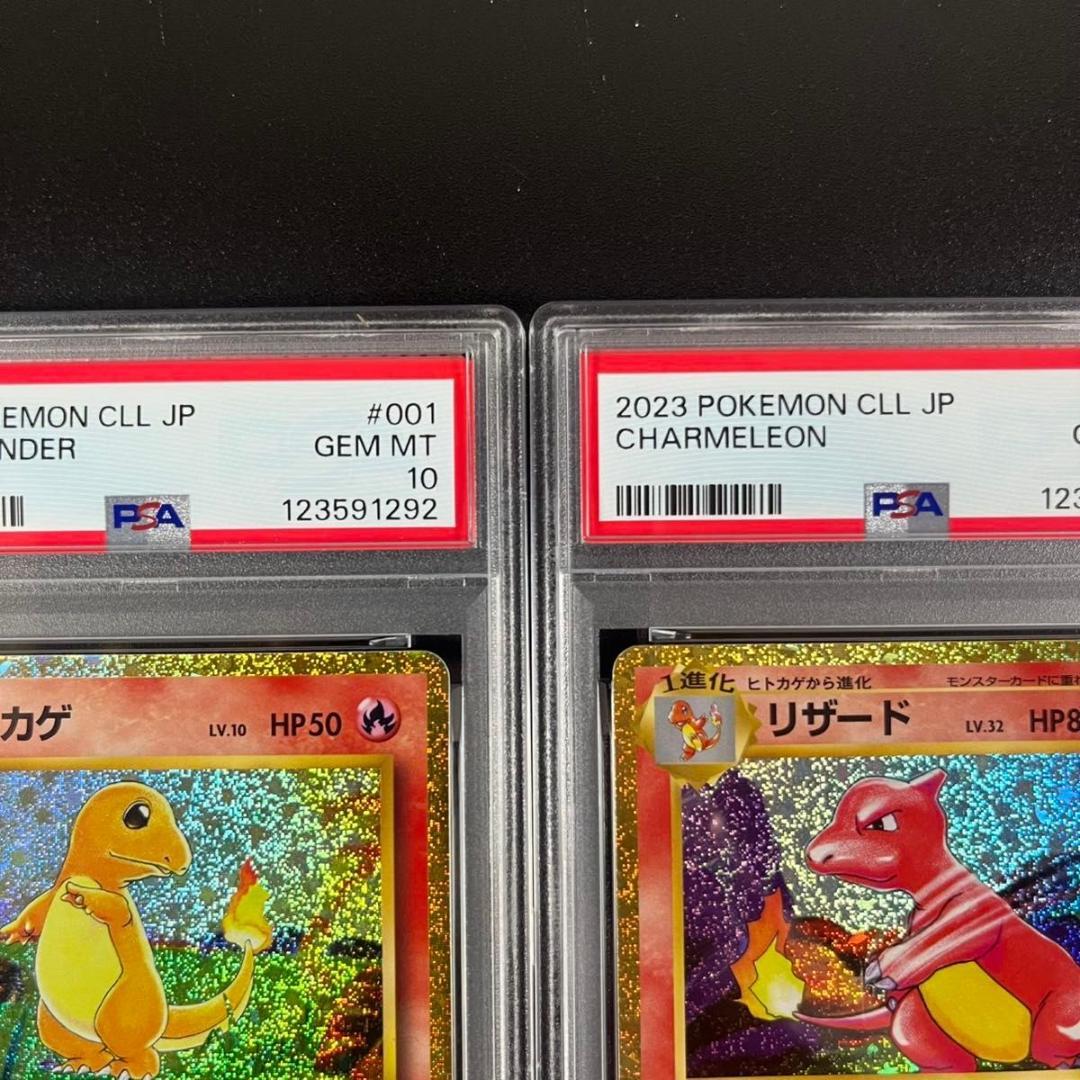 EMON CLL JP #001
NDER GEM MT
10
PSA 123591292
カゲ LV.10 HP50
2023 POKEMON CLL JP
CHARMELEON
PSA 123
1進化 ヒトカゲから進化 モンスターカードに重ね
リザード LV.32 HP8